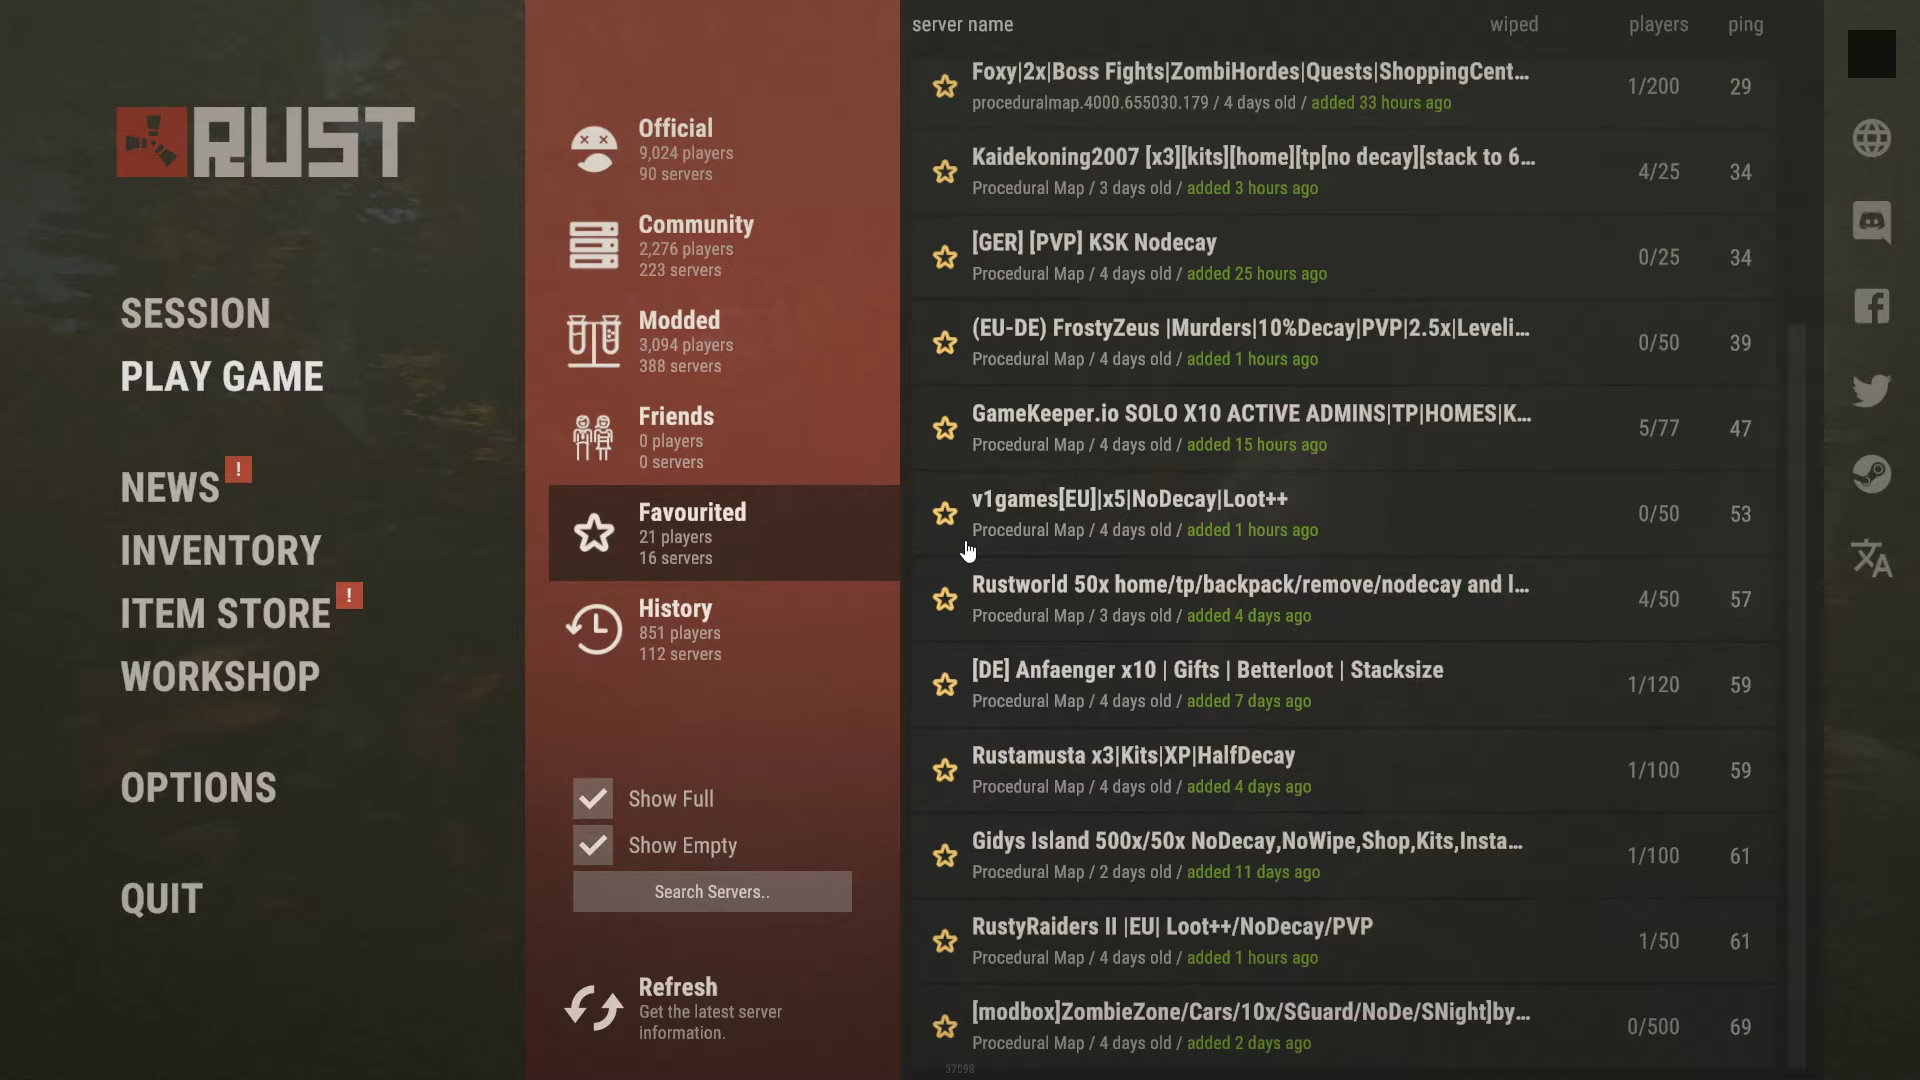 RUST
SESSION
PLAY GAME
NEWS !
INVENTORY
ITEM STORE !
WORKSHOP
OPTIONS
QUIT
Official
9,024 players
90 servers
Community
2,276 players
223 servers
Modded
3,094 players
388 servers
Friends
0 players
0 servers
Favourited
21 players
16 servers
History
851 players
112 servers
Show Full
Show Empty
Search Servers..
Refresh
Get the latest server
information.
server name wiped players ping
Foxy|2x|Boss Fights|ZombiHordes|Quests|ShoppingCent... 1/200 29
proceduralmap.4000.655030.179 / 4 days old / added 33 hours ago
Kaidekoning2007 [x3][kits][home][tp[no decay][stack to 6... 4/25 34
Procedural Map / 3 days old / added 3 hours ago
[GER] [PVP] KSK Nodecay 0/25 34
Procedural Map / 4 days old / added 25 hours ago
(EU-DE) FrostyZeus |Murders|10%Decay|PVP|2.5x|Leveli... 0/50 39
Procedural Map / 4 days old / added 1 hours ago
GameKeeper.io SOLO X10 ACTIVE ADMINS|TP|HOMES|K... 5/77 47
Procedural Map / 4 days old / added 15 hours ago
v1games[EU]|x5|NoDecay|Loot++ 0/50 53
Procedural Map / 4 days old / added 1 hours ago
Rustworld 50x home/tp/backpack/remove/nodecay and l... 4/50 57
Procedural Map / 3 days old / added 4 days ago
[DE] Anfaenger x10 | Gifts | Betterloot | Stacksize 1/120 59
Procedural Map / 4 days old / added 7 days ago
Rustamusta x3|Kits|XP|HalfDecay 1/100 59
Procedural Map / 4 days old / added 4 days ago
Gidys Island 500x/50x NoDecay,NoWipe,Shop,Kits,Insta... 1/100 61
Procedural Map / 2 days old / added 11 days ago
RustyRaiders II |EU| Loot++/NoDecay/PVP 1/50 61
Procedural Map / 4 days old / added 1 hours ago
[modbox]ZombieZone/Cars/10x/SGuard/NoDe/SNight]by... 0/500 69
Procedural Map / 4 days old / added 2 days ago
37098